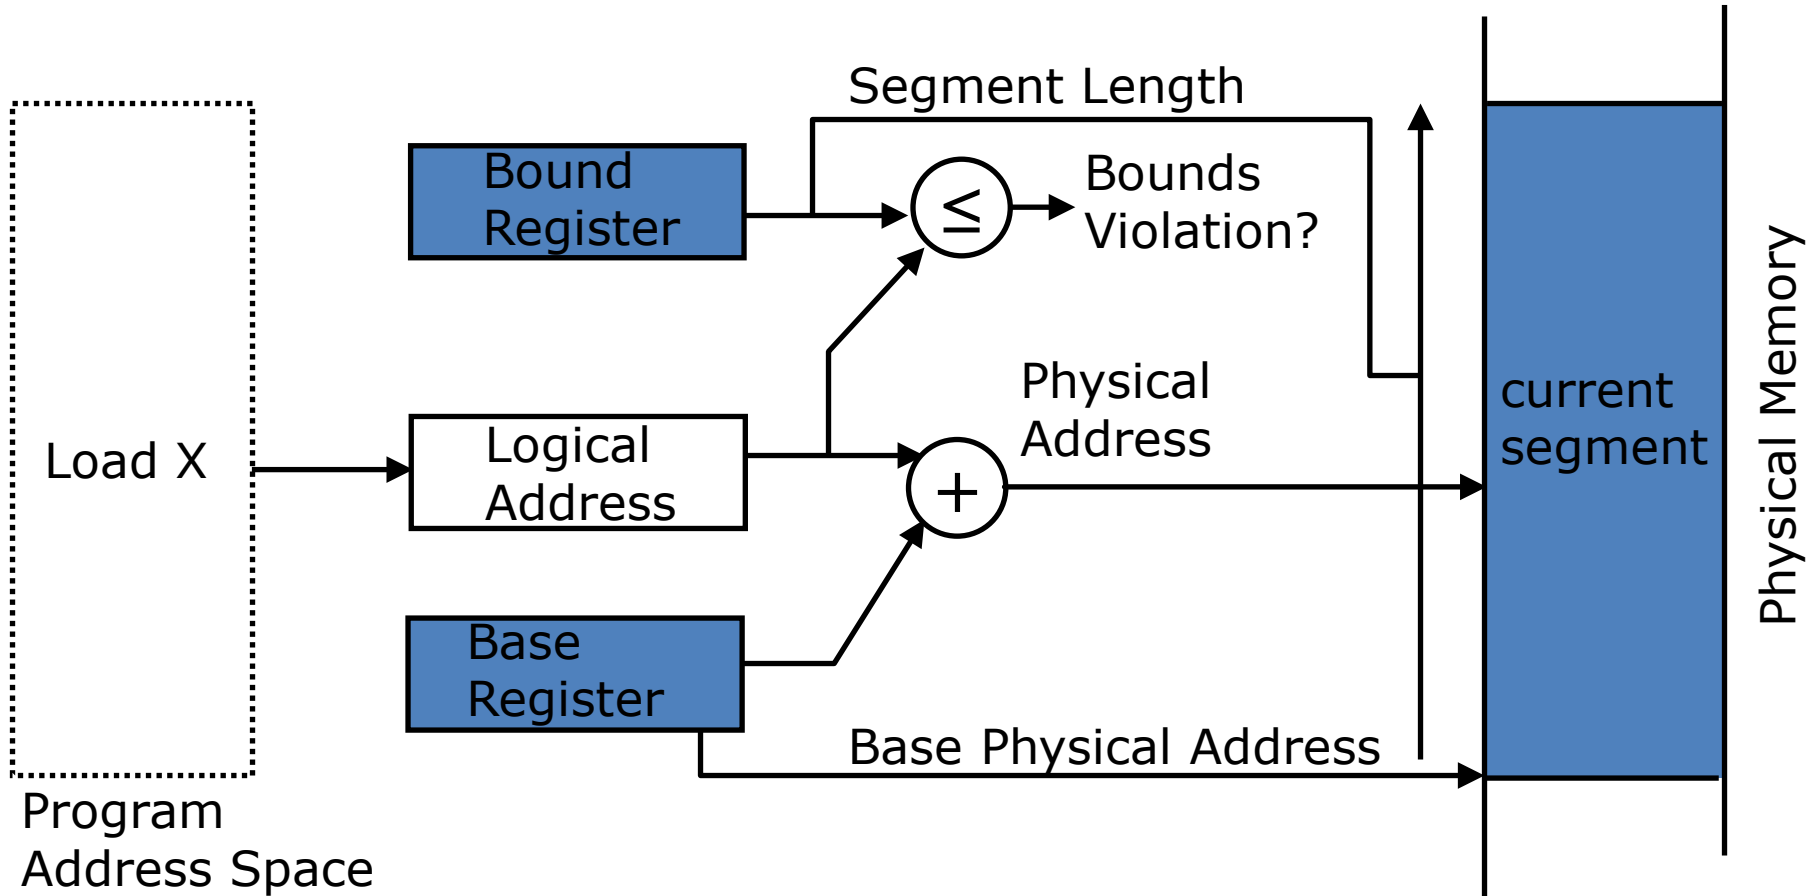 Segment Length
Bound
Register
≤
Bounds
Violation?
Load X
Logical
Address
Physical
Address
+
current
segment
Physical Memory
Base
Register
Base Physical Address
Program
Address Space